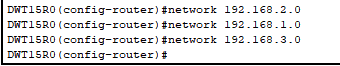 DWT15R0(config-router)#network 192.168.2.0
DWT15R0(config-router)#network 192.168.1.0
DWT15R0(config-router)#network 192.168.3.0
DWT15R0(config-router)#